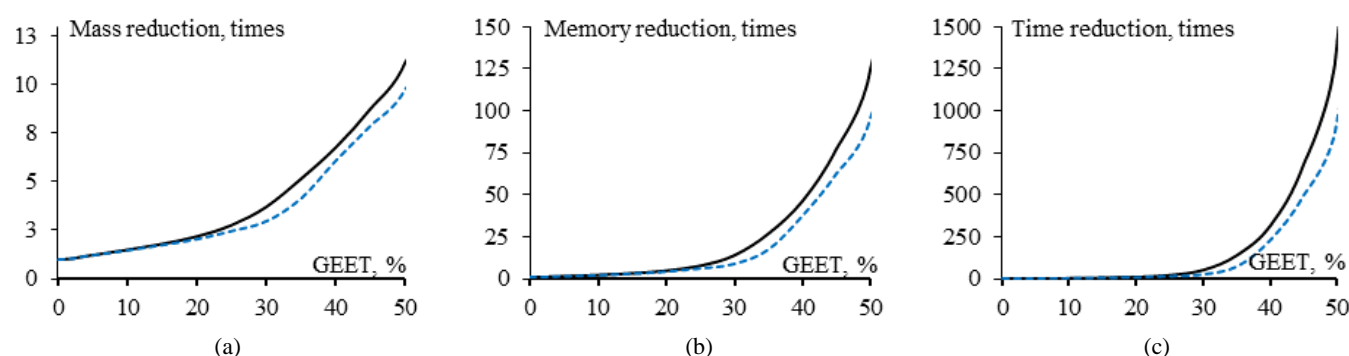 Mass reduction, times
13
10
8
5
3
0
GEET, %
0 10 20 30 40 50
(a)
Memory reduction, times
150
125
100
75
50
25
0
GEET, %
0 10 20 30 40 50
(b)
Time reduction, times
1500
1250
1000
750
500
250
0
GEET, %
0 10 20 30 40 50
(c)